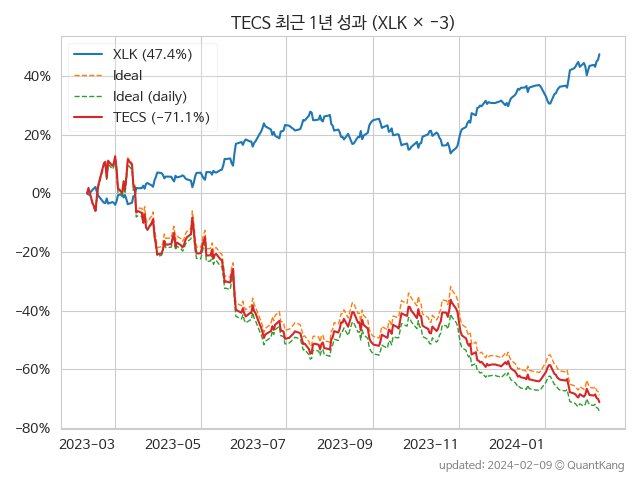 TECS 최근 1년 성과 (XLK × −3)
XLK (47.4%)
Ideal
Ideal (daily)
TECS (−71.1%)
40%
20%
0%
−20%
−40%
−60%
−80%
2023-03
2023-05
2023-07
2023-09
2023-11
2024-01
updated: 2024-02-09 ⓒ QuantKang